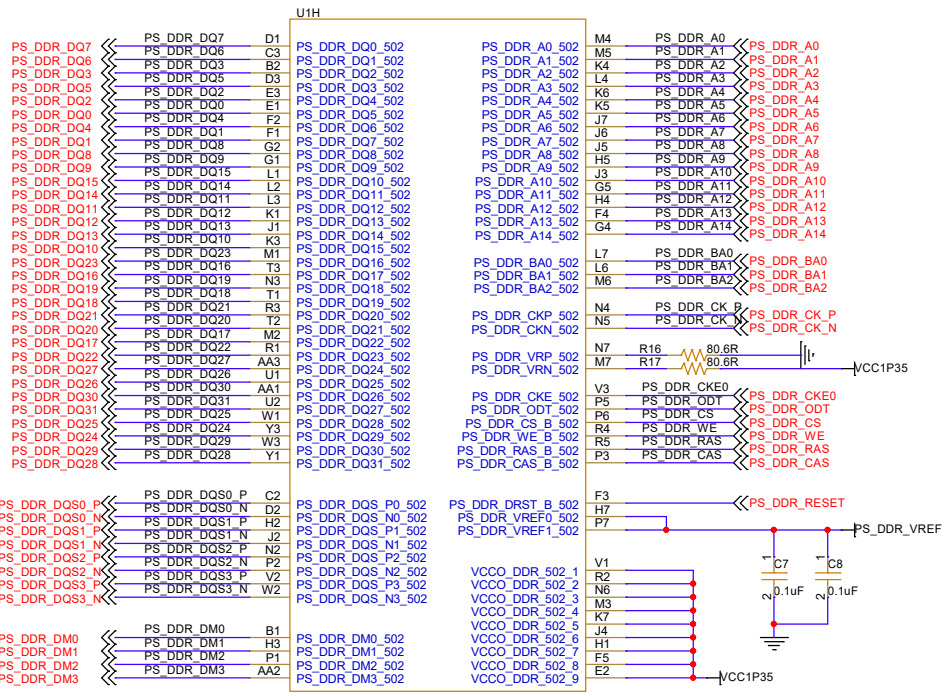 U1H
PS_DDR_DQ7 PS_DDR_DQ7 D1 PS_DDR_DQ0_502
PS_DDR_DQ6 PS_DDR_DQ6 C3 PS_DDR_DQ1_502
PS_DDR_DQ3 PS_DDR_DQ3 B2 PS_DDR_DQ2_502
PS_DDR_DQ5 PS_DDR_DQ5 D3 PS_DDR_DQ3_502
PS_DDR_DQ2 PS_DDR_DQ2 E3 PS_DDR_DQ4_502
PS_DDR_DQ0 PS_DDR_DQ0 E1 PS_DDR_DQ5_502
PS_DDR_DQ4 PS_DDR_DQ4 F2 PS_DDR_DQ6_502
PS_DDR_DQ1 PS_DDR_DQ1 F1 PS_DDR_DQ7_502
PS_DDR_DQ8 PS_DDR_DQ8 G2 PS_DDR_DQ8_502
PS_DDR_DQ9 PS_DDR_DQ9 G1 PS_DDR_DQ9_502
PS_DDR_DQ15 PS_DDR_DQ15 L1 PS_DDR_DQ10_502
PS_DDR_DQ14 PS_DDR_DQ14 L2 PS_DDR_DQ11_502
PS_DDR_DQ11 PS_DDR_DQ11 L3 PS_DDR_DQ12_502
PS_DDR_DQ12 PS_DDR_DQ12 K1 PS_DDR_DQ13_502
PS_DDR_DQ13 PS_DDR_DQ13 J1 PS_DDR_DQ14_502
PS_DDR_DQ10 PS_DDR_DQ10 K3 PS_DDR_DQ15_502
PS_DDR_DQ23 PS_DDR_DQ23 M1 PS_DDR_DQ16_502
PS_DDR_DQ16 PS_DDR_DQ16 T3 PS_DDR_DQ17_502
PS_DDR_DQ19 PS_DDR_DQ19 N3 PS_DDR_DQ18_502
PS_DDR_DQ18 PS_DDR_DQ18 T1 PS_DDR_DQ19_502
PS_DDR_DQ21 PS_DDR_DQ21 R3 PS_DDR_DQ20_502
PS_DDR_DQ20 PS_DDR_DQ20 T2 PS_DDR_DQ21_502
PS_DDR_DQ17 PS_DDR_DQ17 M2 PS_DDR_DQ22_502
PS_DDR_DQ22 PS_DDR_DQ22 R1 PS_DDR_DQ23_502
PS_DDR_DQ27 PS_DDR_DQ27 AA3 PS_DDR_DQ24_502
PS_DDR_DQ26 PS_DDR_DQ26 U1 PS_DDR_DQ25_502
PS_DDR_DQ30 PS_DDR_DQ30 AA1 PS_DDR_DQ26_502
PS_DDR_DQ31 PS_DDR_DQ31 U2 PS_DDR_DQ27_502
PS_DDR_DQ25 PS_DDR_DQ25 W1 PS_DDR_DQ28_502
PS_DDR_DQ24 PS_DDR_DQ24 Y3 PS_DDR_DQ29_502
PS_DDR_DQ29 PS_DDR_DQ29 W3 PS_DDR_DQ30_502
PS_DDR_DQ28 PS_DDR_DQ28 Y1 PS_DDR_DQ31_502
PS_DDR_DQS0_P PS_DDR_DQS0_P C2 PS_DDR_DQS_P0_502
PS_DDR_DQS0_N PS_DDR_DQS0_N D2 PS_DDR_DQS_N0_502
PS_DDR_DQS1_P PS_DDR_DQS1_P H2 PS_DDR_DQS_P1_502
PS_DDR_DQS1_N PS_DDR_DQS1_N J2 PS_DDR_DQS_N1_502
PS_DDR_DQS2_P PS_DDR_DQS2_P N2 PS_DDR_DQS_P2_502
PS_DDR_DQS2_N PS_DDR_DQS2_N P2 PS_DDR_DQS_N2_502
PS_DDR_DQS3_P PS_DDR_DQS3_P V2 PS_DDR_DQS_P3_502
PS_DDR_DQS3_N PS_DDR_DQS3_N W2 PS_DDR_DQS_N3_502
PS_DDR_DM0 PS_DDR_DM0 B1 PS_DDR_DM0_502
PS_DDR_DM1 PS_DDR_DM1 H3 PS_DDR_DM1_502
PS_DDR_DM2 PS_DDR_DM2 P1 PS_DDR_DM2_502
PS_DDR_DM3 PS_DDR_DM3 AA2 PS_DDR_DM3_502
PS_DDR_A0_502 M4 PS_DDR_A0 PS_DDR_A0
PS_DDR_A1_502 M5 PS_DDR_A1 PS_DDR_A1
PS_DDR_A2_502 K4 PS_DDR_A2 PS_DDR_A2
PS_DDR_A3_502 L4 PS_DDR_A3 PS_DDR_A3
PS_DDR_A4_502 K6 PS_DDR_A4 PS_DDR_A4
PS_DDR_A5_502 K5 PS_DDR_A5 PS_DDR_A5
PS_DDR_A6_502 J7 PS_DDR_A6 PS_DDR_A6
PS_DDR_A7_502 J6 PS_DDR_A7 PS_DDR_A7
PS_DDR_A8_502 J5 PS_DDR_A8 PS_DDR_A8
PS_DDR_A9_502 H5 PS_DDR_A9 PS_DDR_A9
PS_DDR_A10_502 J3 PS_DDR_A10 PS_DDR_A10
PS_DDR_A11_502 G5 PS_DDR_A11 PS_DDR_A11
PS_DDR_A12_502 H4 PS_DDR_A12 PS_DDR_A12
PS_DDR_A13_502 F4 PS_DDR_A13 PS_DDR_A13
PS_DDR_A14_502 G4 PS_DDR_A14 PS_DDR_A14
PS_DDR_BA0_502 L7 PS_DDR_BA0 PS_DDR_BA0
PS_DDR_BA1_502 L6 PS_DDR_BA1 PS_DDR_BA1
PS_DDR_BA2_502 M6 PS_DDR_BA2 PS_DDR_BA2
PS_DDR_CKP_502 N4 PS_DDR_CK_P PS_DDR_CK_P
PS_DDR_CKN_502 N5 PS_DDR_CK_N PS_DDR_CK_N
PS_DDR_VRP_502 N7 R16 80.6R
PS_DDR_VRN_502 M7 R17 80.6R VCC1P35
PS_DDR_CKE_502 V3 PS_DDR_CKE0 PS_DDR_CKE0
PS_DDR_ODT_502 P5 PS_DDR_ODT PS_DDR_ODT
PS_DDR_CS_B_502 P6 PS_DDR_CS PS_DDR_CS
PS_DDR_WE_B_502 R4 PS_DDR_WE PS_DDR_WE
PS_DDR_RAS_B_502 R5 PS_DDR_RAS PS_DDR_RAS
PS_DDR_CAS_B_502 P3 PS_DDR_CAS PS_DDR_CAS
PS_DDR_DRST_B_502 F3 PS_DDR_RESET
PS_DDR_VREF0_502 H7
PS_DDR_VREF1_502 P7 PS_DDR_VREF
VCCO_DDR_502_1 V1
VCCO_DDR_502_2 R2
VCCO_DDR_502_3 N6
VCCO_DDR_502_4 M3
VCCO_DDR_502_5 K7
VCCO_DDR_502_6 J4
VCCO_DDR_502_7 H1
VCCO_DDR_502_8 F5
VCCO_DDR_502_9 E2 VCC1P35
1 1
C7 C8
2 0.1uF 2 0.1uF